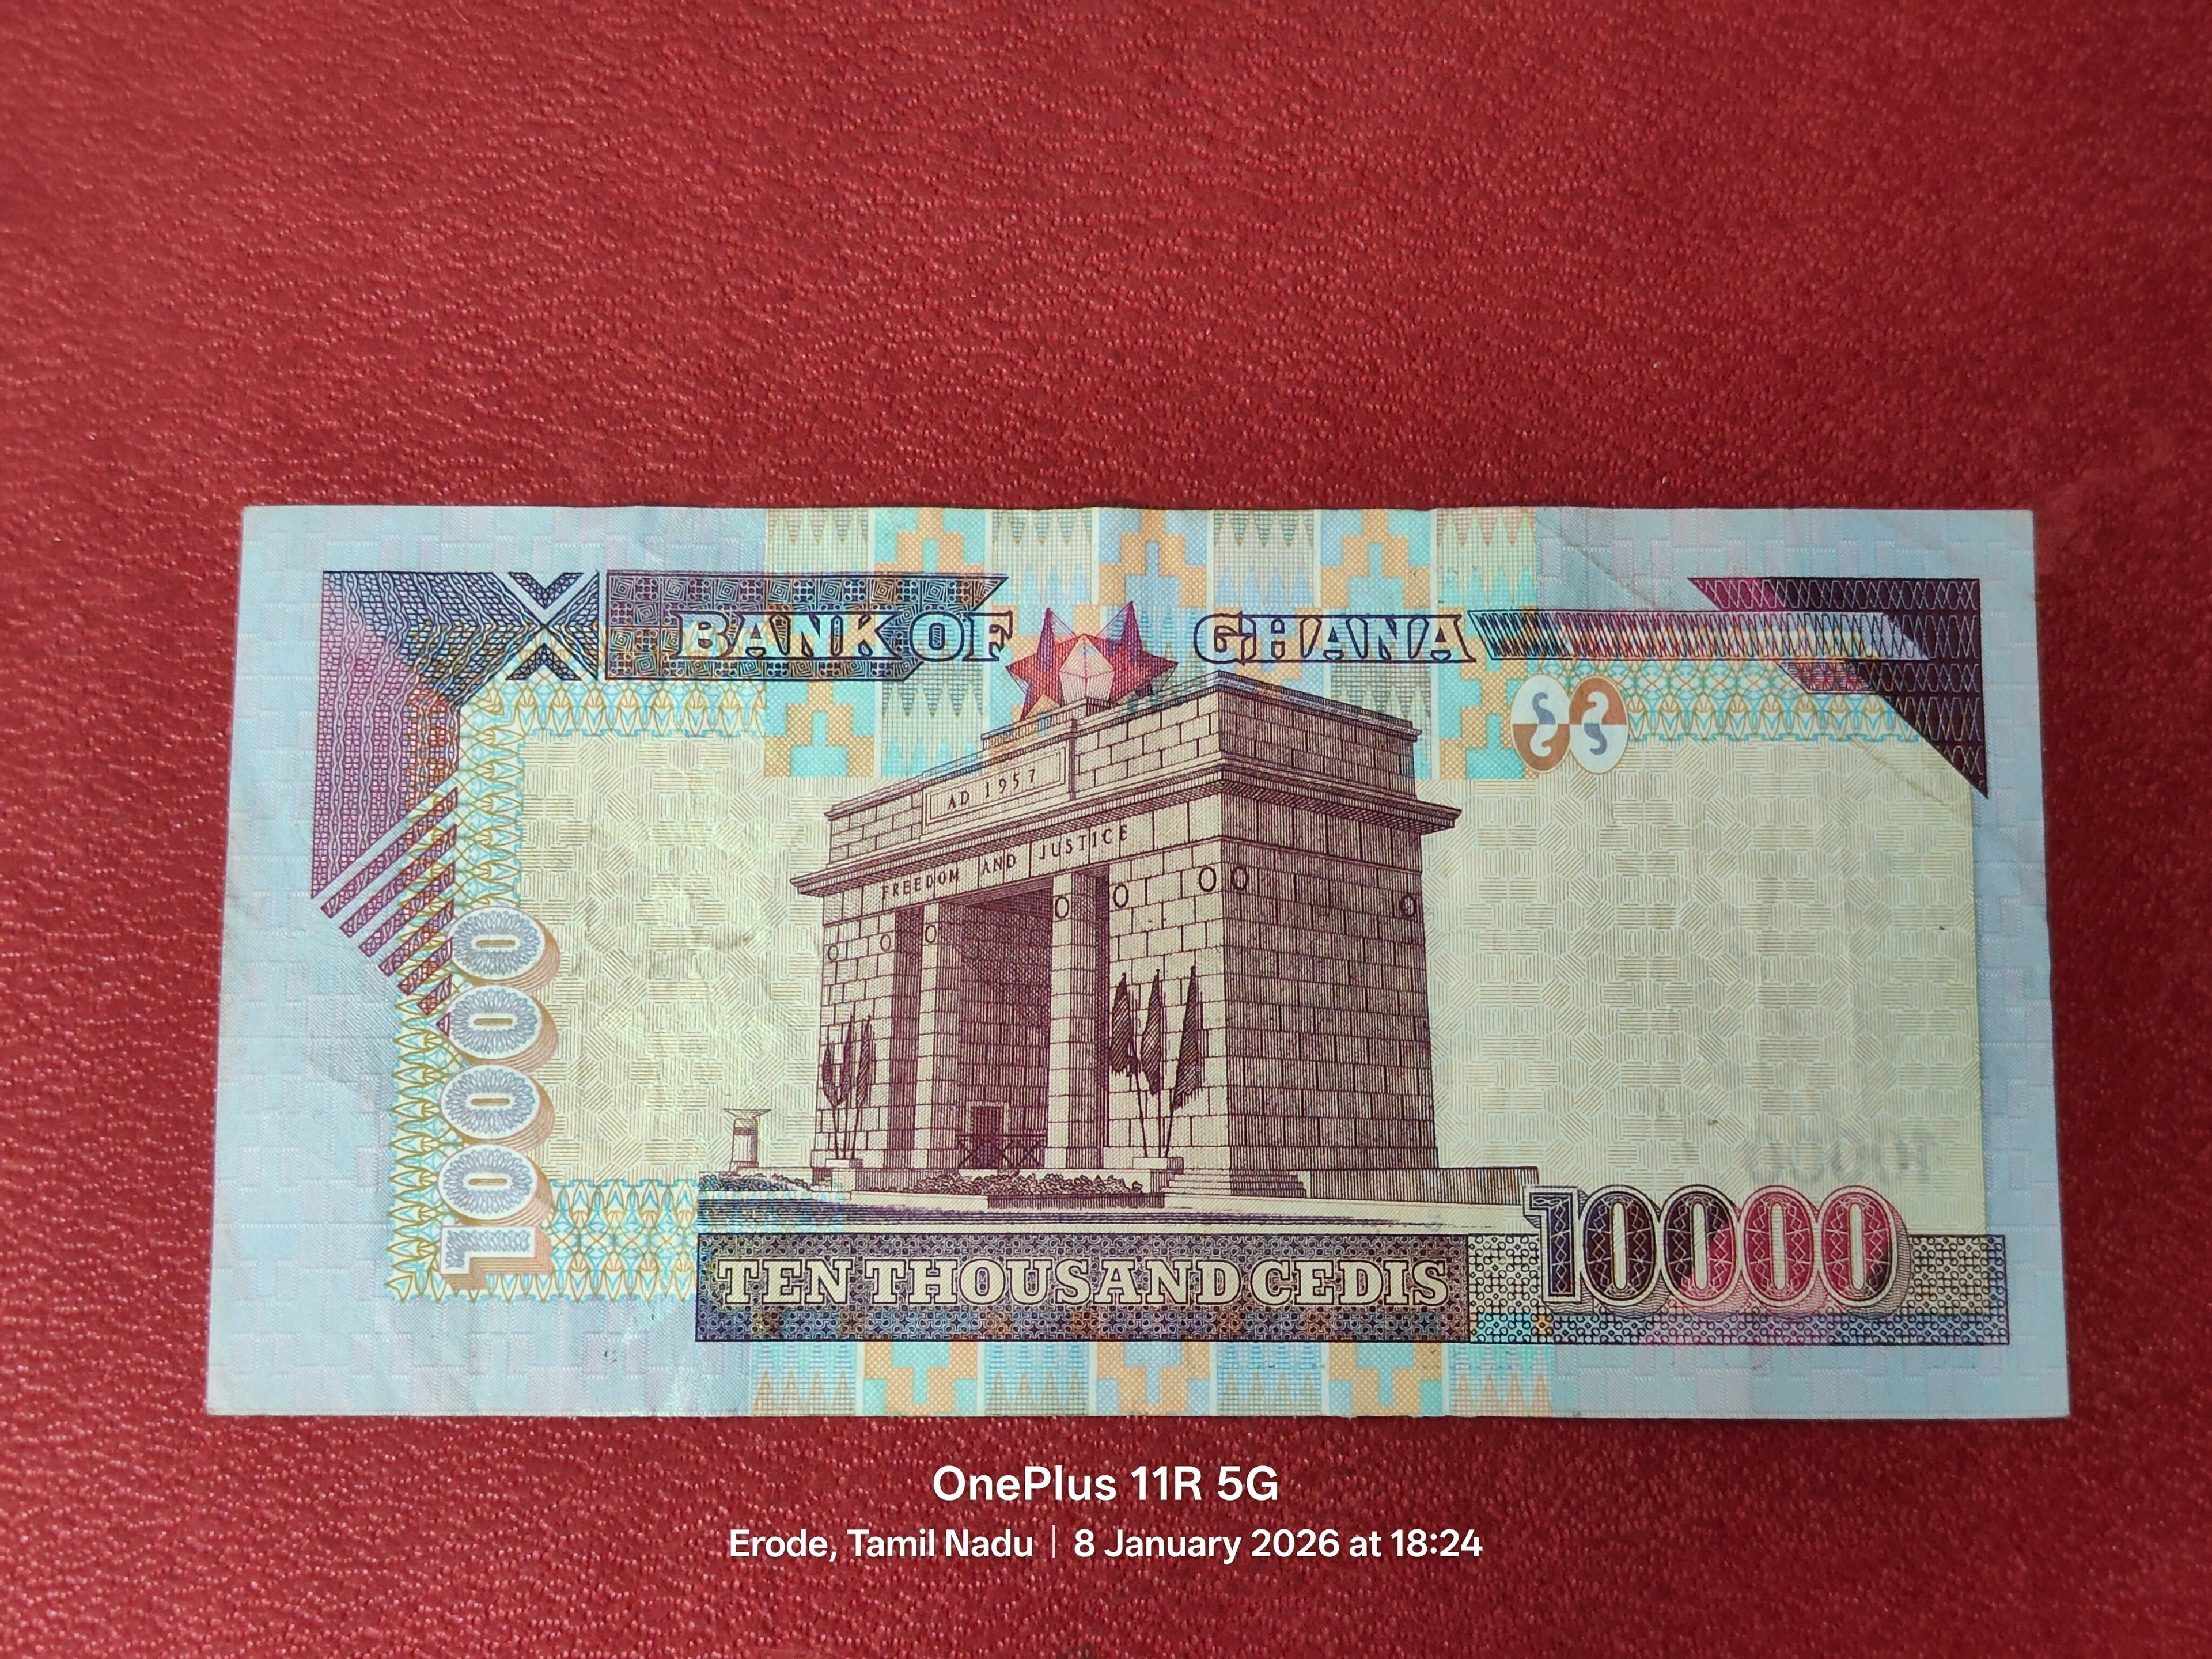 BANK OF GHANA
AD 1957
FREEDOM AND JUSTICE
10000
10000
10000
TEN THOUSAND CEDIS
OnePlus 11R 5G
Erode, Tamil Nadu | 8 January 2026 at 18:24